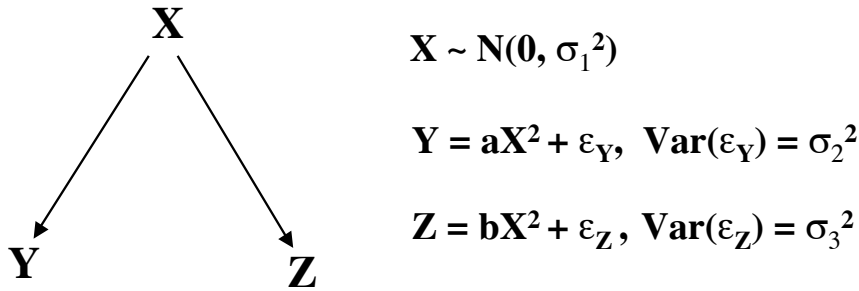 X
X ~ N(0, σ₁²)
Y = aX² + ε_Y, Var(ε_Y) = σ₂²
Z = bX² + ε_Z, Var(ε_Z) = σ₃²
Y
Z